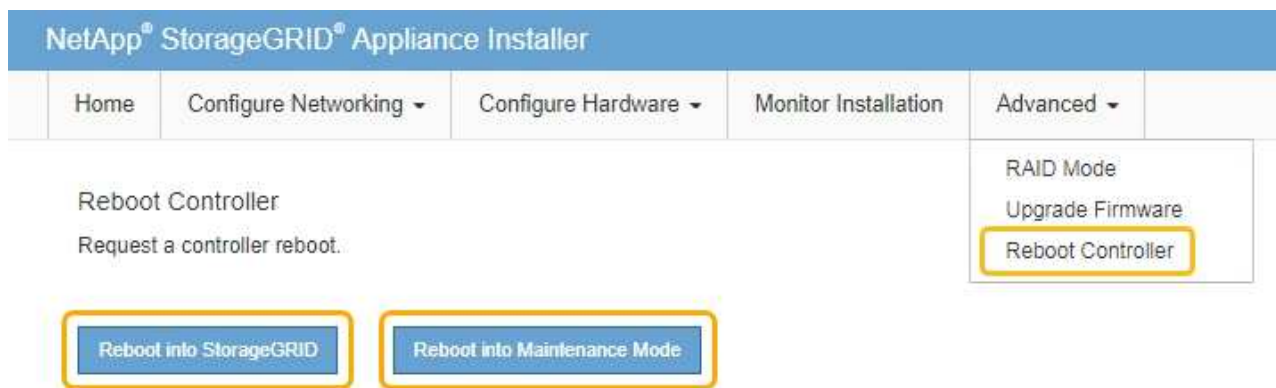 NetApp® StorageGRID® Appliance Installer
Home Configure Networking Configure Hardware Monitor Installation Advanced
RAID Mode
Upgrade Firmware
Reboot Controller
Reboot Controller
Request a controller reboot.
Reboot into StorageGRID Reboot into Maintenance Mode